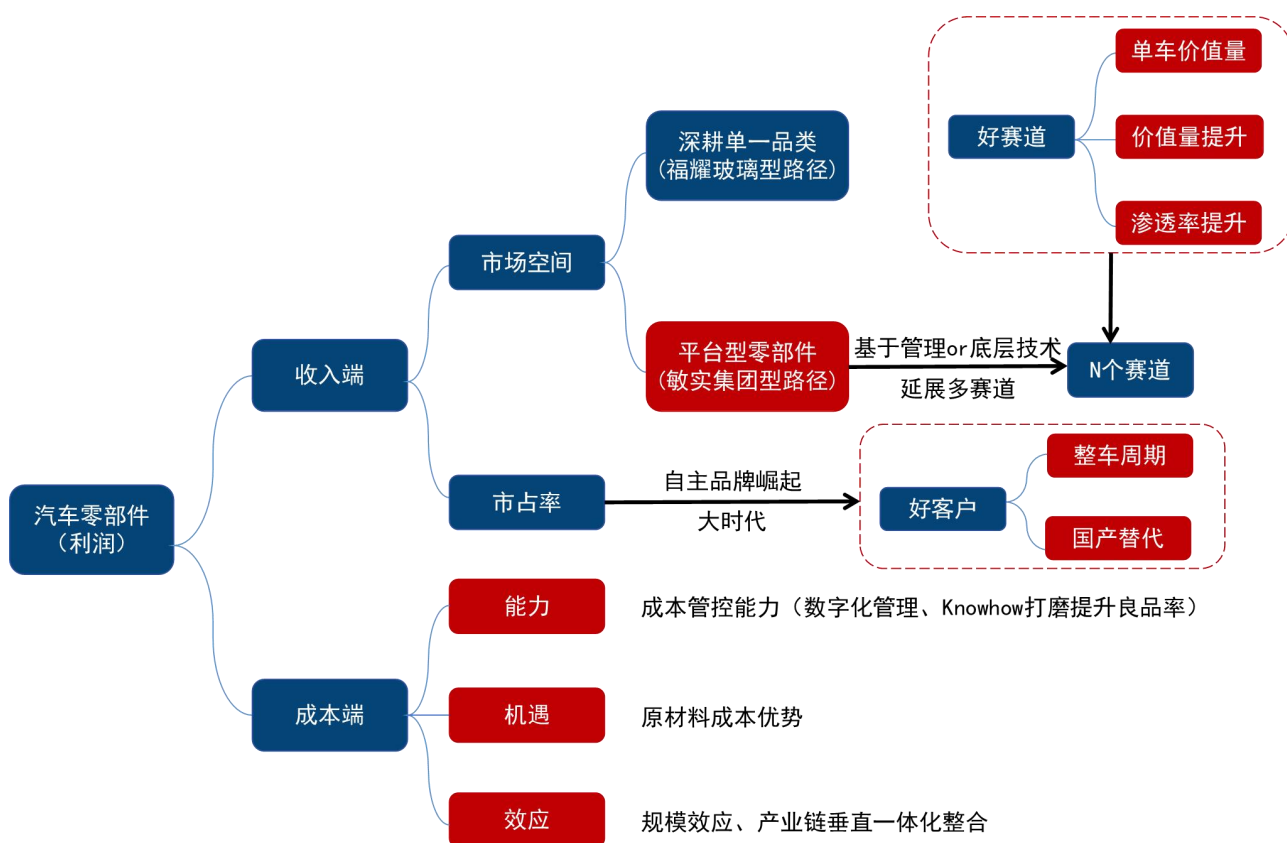 单车价值量
好赛道
价值量提升
渗透率提升
深耕单一品类
(福耀玻璃型路径)
市场空间
平台型零部件
(敏实集团型路径)
基于管理or底层技术
延展多赛道
N个赛道
收入端
市占率
自主品牌崛起
大时代
整车周期
好客户
国产替代
汽车零部件
（利润）
能力
成本管控能力（数字化管理、Knowhow打磨提升良品率）
成本端
机遇
原材料成本优势
效应
规模效应、产业链垂直一体化整合